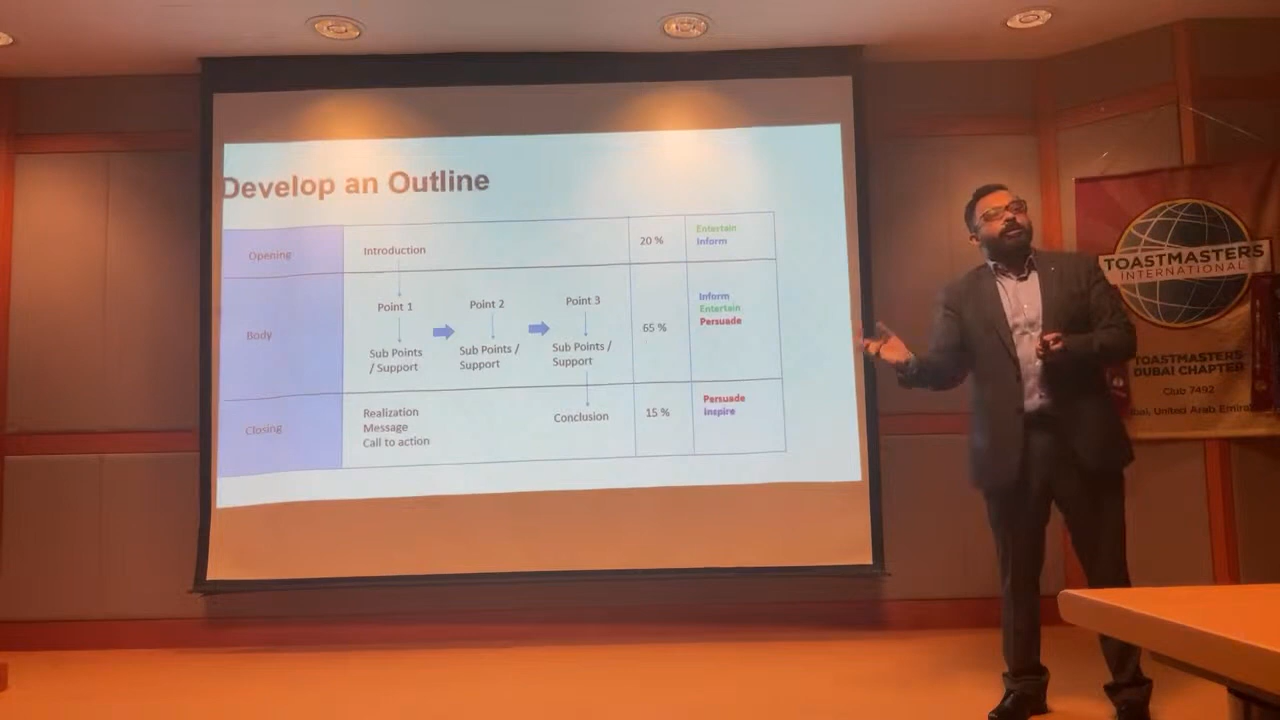 Develop an Outline
Opening
Introduction
20 %
Entertain
Inform
Body
Point 1
Point 2
Point 3
Sub Points
/ Support
Sub Points /
Support
Sub Points /
Support
65 %
Inform
Entertain
Persuade
Closing
Realization
Message
Call to action
Conclusion
15 %
Persuade
Inspire
TOASTMASTERS
INTERNATIONAL
TOASTMASTERS
DUBAI CHAPTER
Club 7492
United Arab